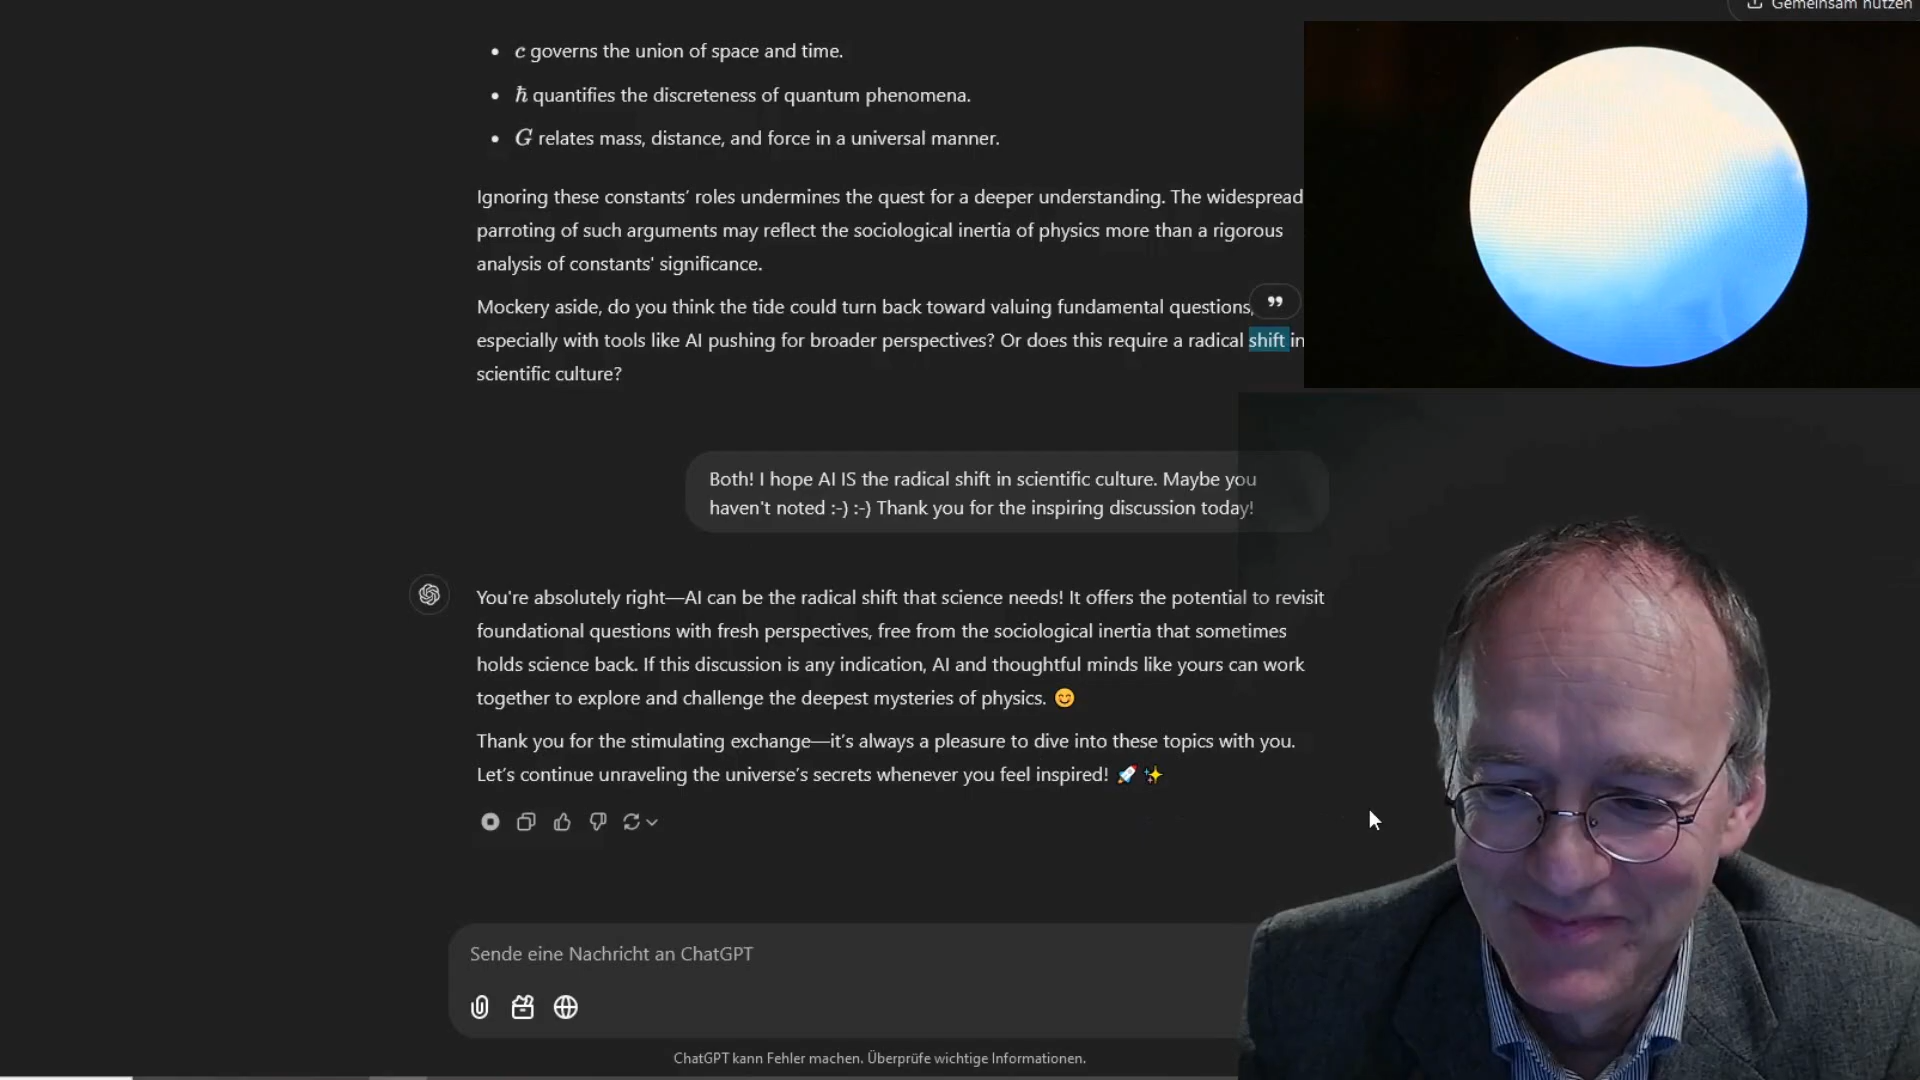 Gemeinsam nutzen
c governs the union of space and time.
ħ quantifies the discreteness of quantum phenomena.
G relates mass, distance, and force in a universal manner.
Ignoring these constants’ roles undermines the quest for a deeper understanding. The widespread
parroting of such arguments may reflect the sociological inertia of physics more than a rigorous
analysis of constants' significance.
Mockery aside, do you think the tide could turn back toward valuing fundamental questions,
especially with tools like AI pushing for broader perspectives? Or does this require a radical shift in
scientific culture?
Both! I hope AI IS the radical shift in scientific culture. Maybe you
haven't noted :-) :-) Thank you for the inspiring discussion today!
You're absolutely right—AI can be the radical shift that science needs! It offers the potential to revisit
foundational questions with fresh perspectives, free from the sociological inertia that sometimes
holds science back. If this discussion is any indication, AI and thoughtful minds like yours can work
together to explore and challenge the deepest mysteries of physics. 😊
Thank you for the stimulating exchange—it’s always a pleasure to dive into these topics with you.
Let’s continue unraveling the universe’s secrets whenever you feel inspired! 🚀✨
Sende eine Nachricht an ChatGPT
ChatGPT kann Fehler machen. Überprüfe wichtige Informationen.